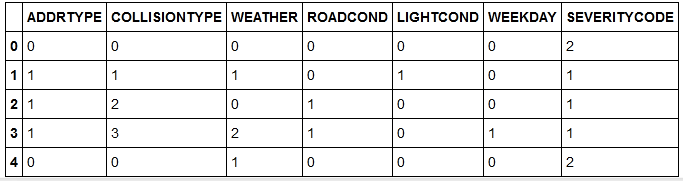 ADDRTYPE COLLISIONTYPE WEATHER ROADCOND LIGHTCOND WEEKDAY SEVERITYCODE
0 0 0 0 0 0 0 2
1 1 1 1 0 1 0 1
2 1 2 0 1 0 0 1
3 1 3 2 1 0 1 1
4 0 0 1 0 0 0 2